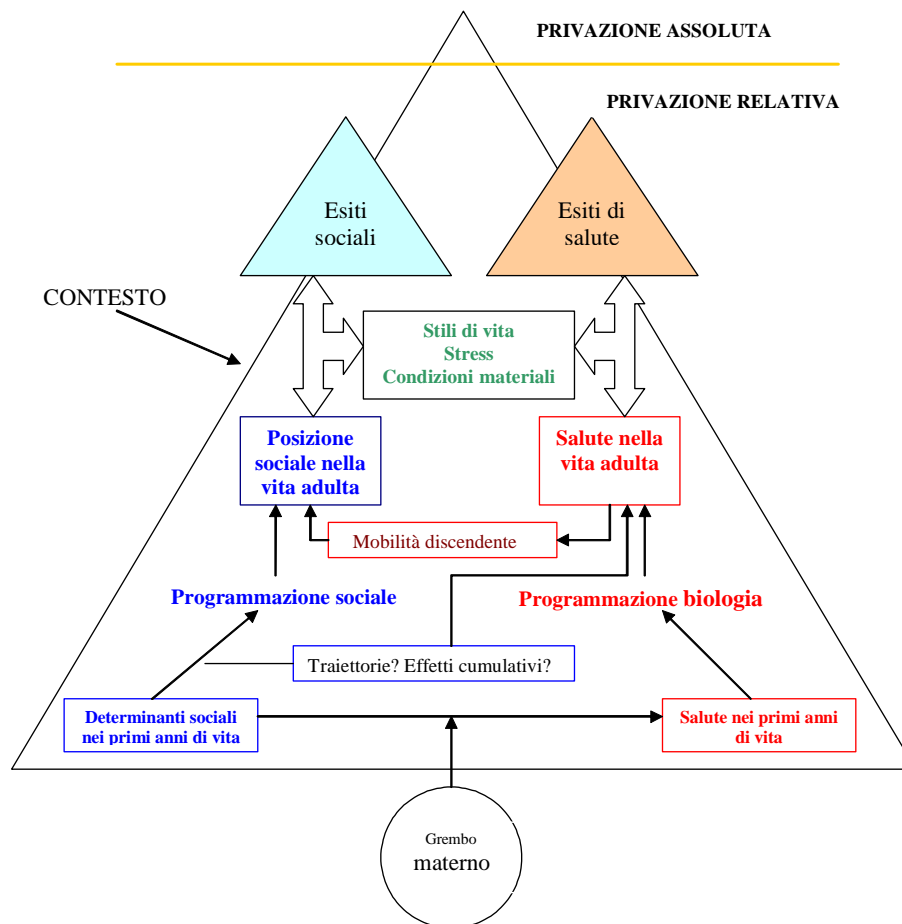 PRIVAZIONE ASSOLUTA
PRIVAZIONE RELATIVA
Esiti
sociali
Esiti di
salute
CONTESTO
Stili di vita
Stress
Condizioni materiali
Posizione
sociale nella
vita adulta
Salute nella
vita adulta
Mobilità discendente
Programmazione sociale
Programmazione biologia
Traiettorie? Effetti cumulativi?
Determinanti sociali
nei primi anni di vita
Salute nei primi anni
di vita
Grembo
materno